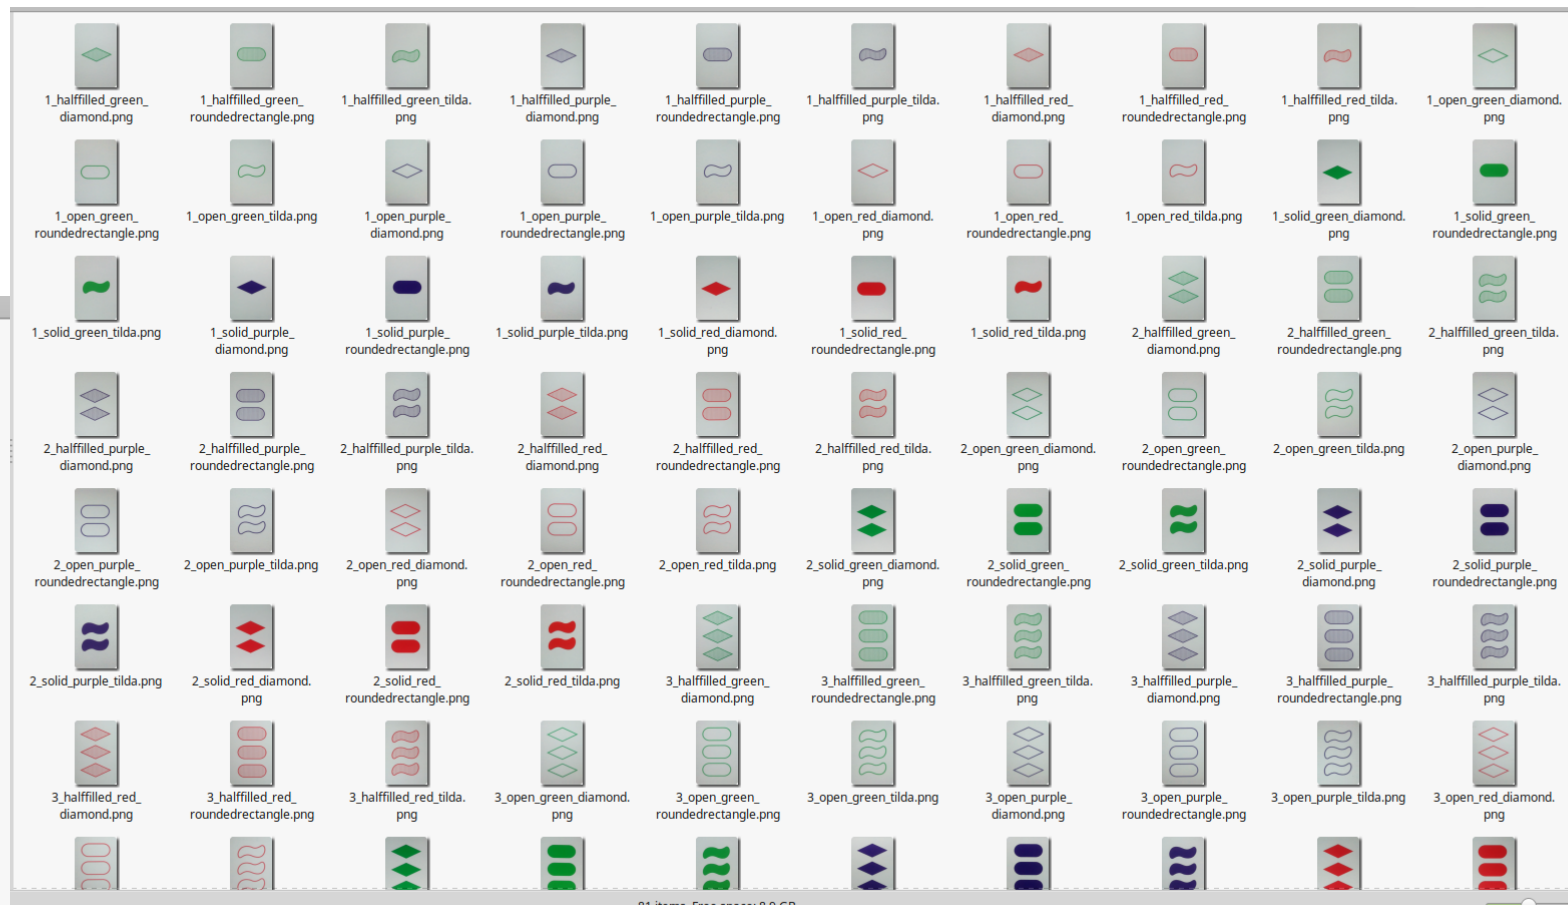 1_halffilled_green_
diamond.png
1_halffilled_green_
roundedrectangle.png
1_halffilled_green_tilda.
png
1_halffilled_purple_
diamond.png
1_halffilled_purple_
roundedrectangle.png
1_halffilled_purple_tilda.
png
1_halffilled_red_
diamond.png
1_halffilled_red_
roundedrectangle.png
1_halffilled_red_tilda.
png
1_open_green_diamond.
png
1_open_green_
roundedrectangle.png
1_open_green_tilda.png
1_open_purple_
diamond.png
1_open_purple_
roundedrectangle.png
1_open_purple_tilda.png
1_open_red_diamond.
png
1_open_red_
roundedrectangle.png
1_open_red_tilda.png
1_solid_green_diamond.
png
1_solid_green_
roundedrectangle.png
1_solid_green_tilda.png
1_solid_purple_
diamond.png
1_solid_purple_
roundedrectangle.png
1_solid_purple_tilda.png
1_solid_red_diamond.
png
1_solid_red_
roundedrectangle.png
1_solid_red_tilda.png
2_halffilled_green_
diamond.png
2_halffilled_green_
roundedrectangle.png
2_halffilled_green_tilda.
png
2_halffilled_purple_
diamond.png
2_halffilled_purple_
roundedrectangle.png
2_halffilled_purple_tilda.
png
2_halffilled_red_
diamond.png
2_halffilled_red_
roundedrectangle.png
2_halffilled_red_tilda.
png
2_open_green_diamond.
png
2_open_green_
roundedrectangle.png
2_open_green_tilda.png
2_open_purple_
diamond.png
2_open_purple_
roundedrectangle.png
2_open_purple_tilda.png
2_open_red_diamond.
png
2_open_red_
roundedrectangle.png
2_open_red_tilda.png
2_solid_green_diamond.
png
2_solid_green_
roundedrectangle.png
2_solid_green_tilda.png
2_solid_purple_
diamond.png
2_solid_purple_
roundedrectangle.png
2_solid_purple_tilda.png
2_solid_red_diamond.
png
2_solid_red_
roundedrectangle.png
2_solid_red_tilda.png
3_halffilled_green_
diamond.png
3_halffilled_green_
roundedrectangle.png
3_halffilled_green_tilda.
png
3_halffilled_purple_
diamond.png
3_halffilled_purple_
roundedrectangle.png
3_halffilled_purple_tilda.
png
3_halffilled_red_
diamond.png
3_halffilled_red_
roundedrectangle.png
3_halffilled_red_tilda.
png
3_open_green_diamond.
png
3_open_green_
roundedrectangle.png
3_open_green_tilda.png
3_open_purple_
diamond.png
3_open_purple_
roundedrectangle.png
3_open_purple_tilda.png
3_open_red_diamond.
png